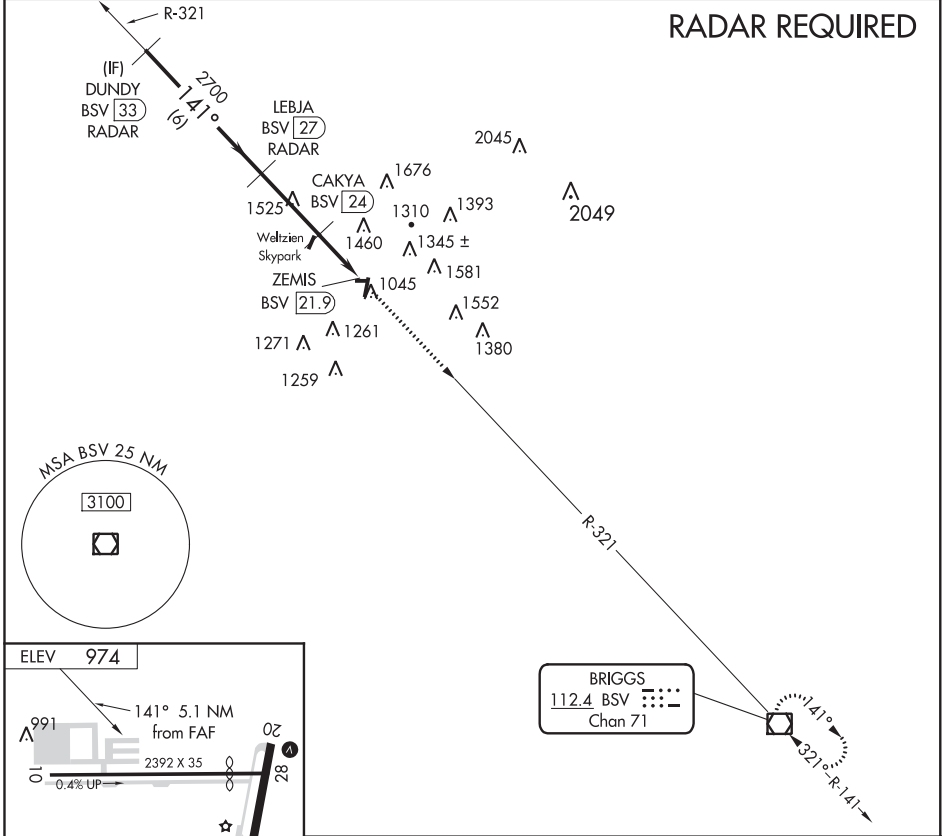 RADAR REQUIRED
R-321
(IF)
DUNDY
BSV 33
RADAR
2700
141°
(6)
LEBJA
BSV 27
RADAR
2045
1676
CAKYA
BSV 24
1525
1393
2049
1310
1460
1345 ±
Weltzien
Skypark
1581
ZEMIS
BSV 21.9
1045
1552
1261
1271
1380
1259
MSA BSV 25 NM
3100
R-321
ELEV 974
BRIGGS
112.4 BSV
Chan 71
141°
321°
R-141
141° 5.1 NM
from FAF
991
20
2392 X 35
10
28
0.4% UP